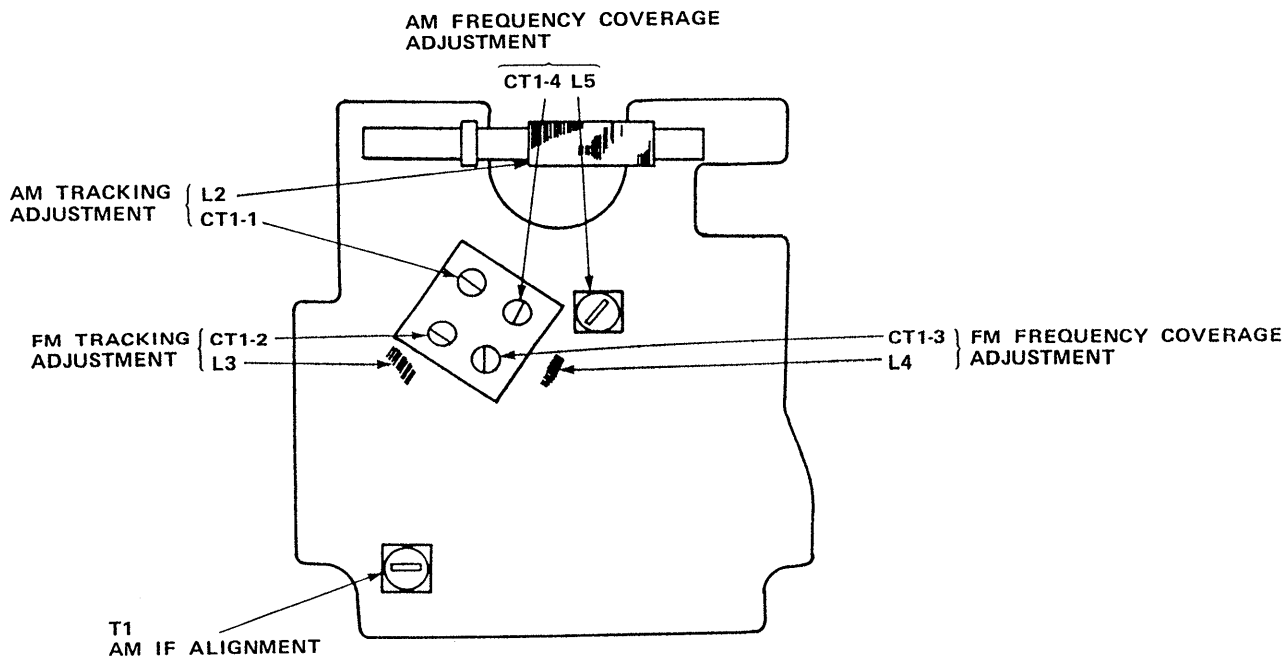 AM FREQUENCY COVERAGE
ADJUSTMENT
CT1-4 L5
AM TRACKING
ADJUSTMENT
L2
CT1-1
FM TRACKING
ADJUSTMENT
CT1-2
L3
CT1-3
L4
FM FREQUENCY COVERAGE
ADJUSTMENT
T1
AM IF ALIGNMENT